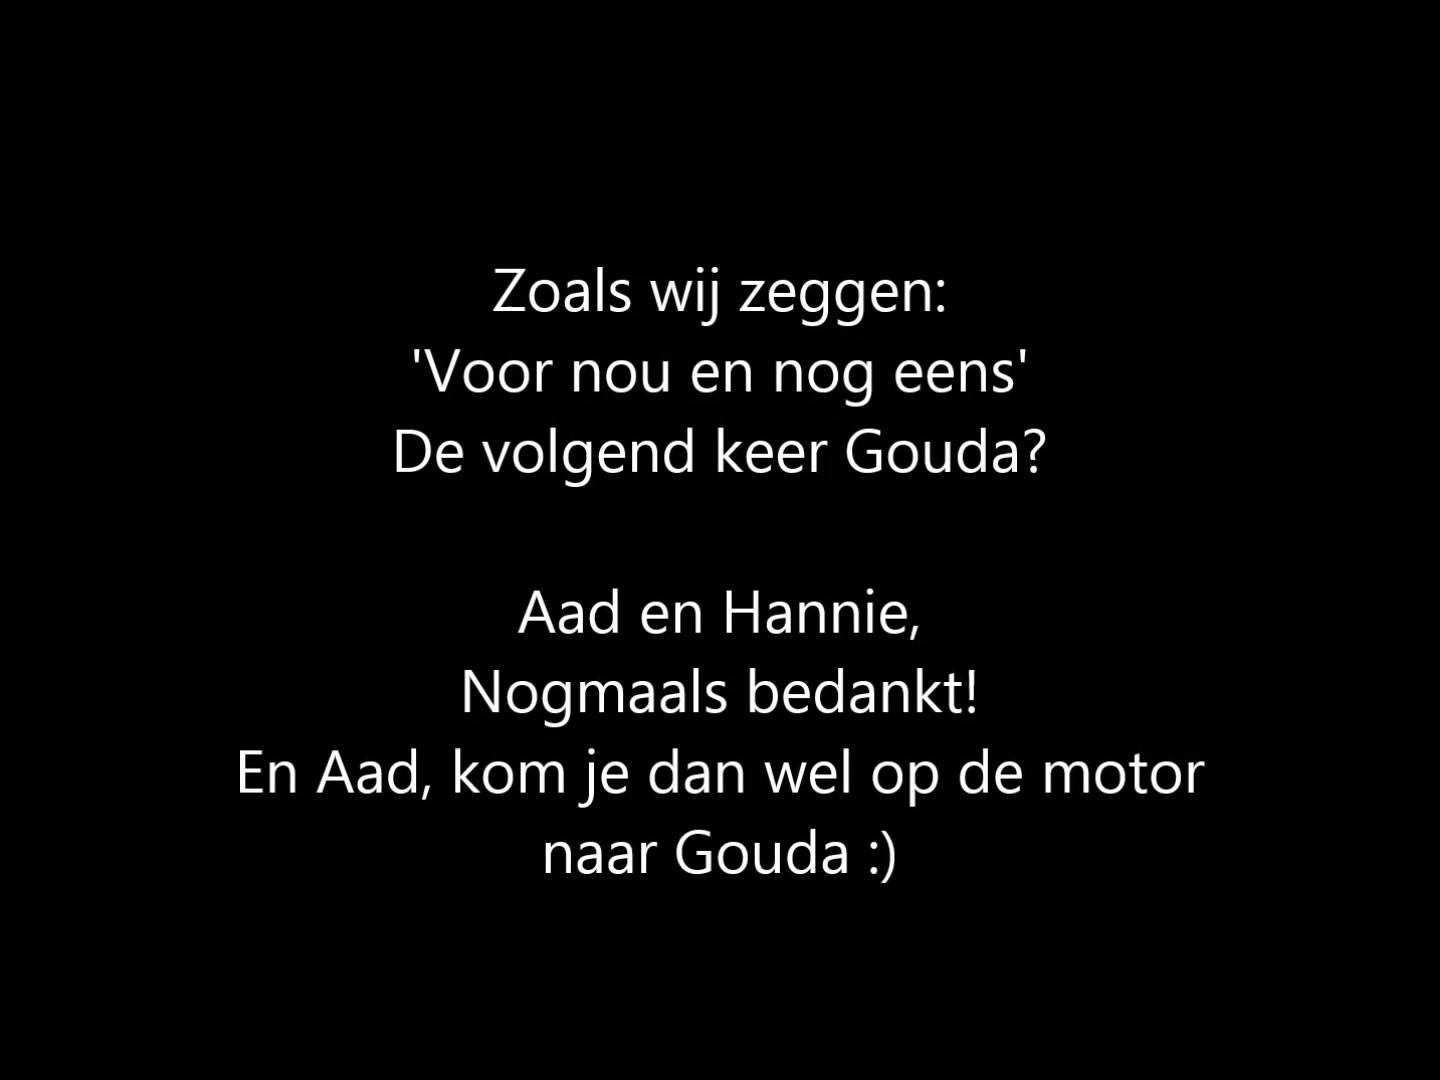 Zoals wij zeggen:
'Voor nou en nog eens'
De volgend keer Gouda?
Aad en Hannie,
Nogmaals bedankt!
En Aad, kom je dan wel op de motor
naar Gouda :)